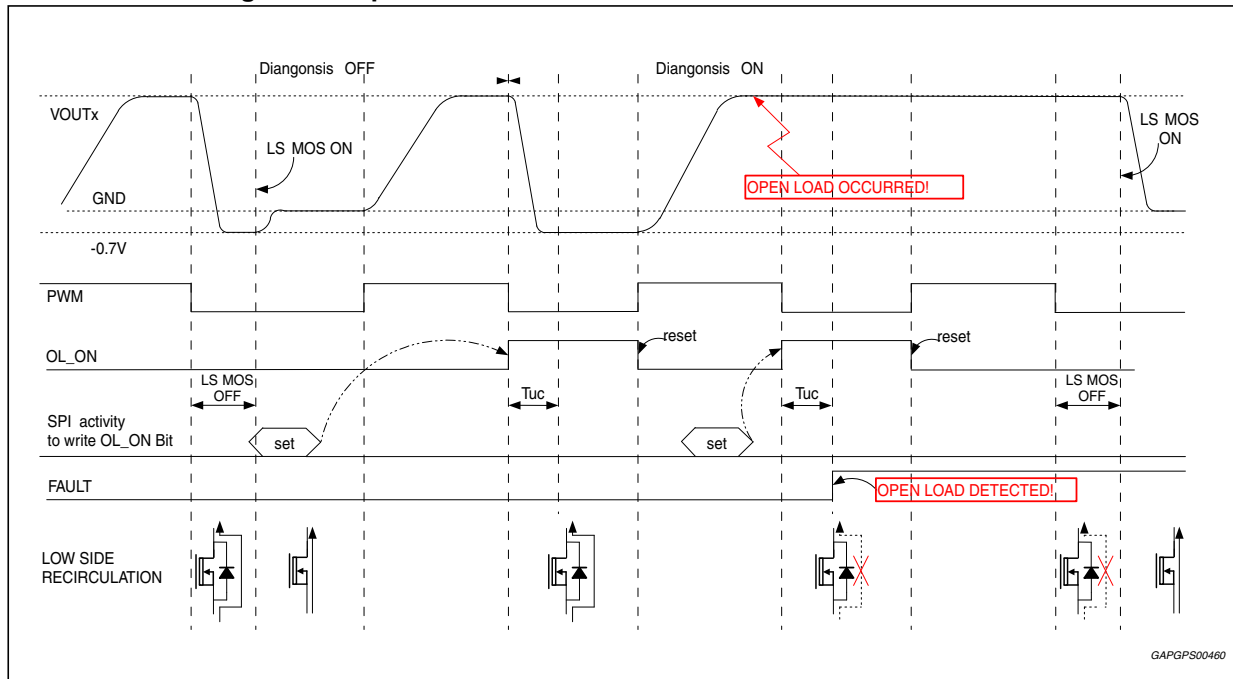 Diangonsis OFF
Diangonsis ON
VOUTx
LS MOS ON
LS MOS
ON
OPEN LOAD OCCURRED!
GND
-0.7V
PWM
reset
reset
OL_ON
LS MOS
OFF
Tuc
Tuc
LS MOS
OFF
SPI activity
to write OL_ON Bit
set
set
FAULT
OPEN LOAD DETECTED!
LOW SIDE
RECIRCULATION
GAPGPS00460